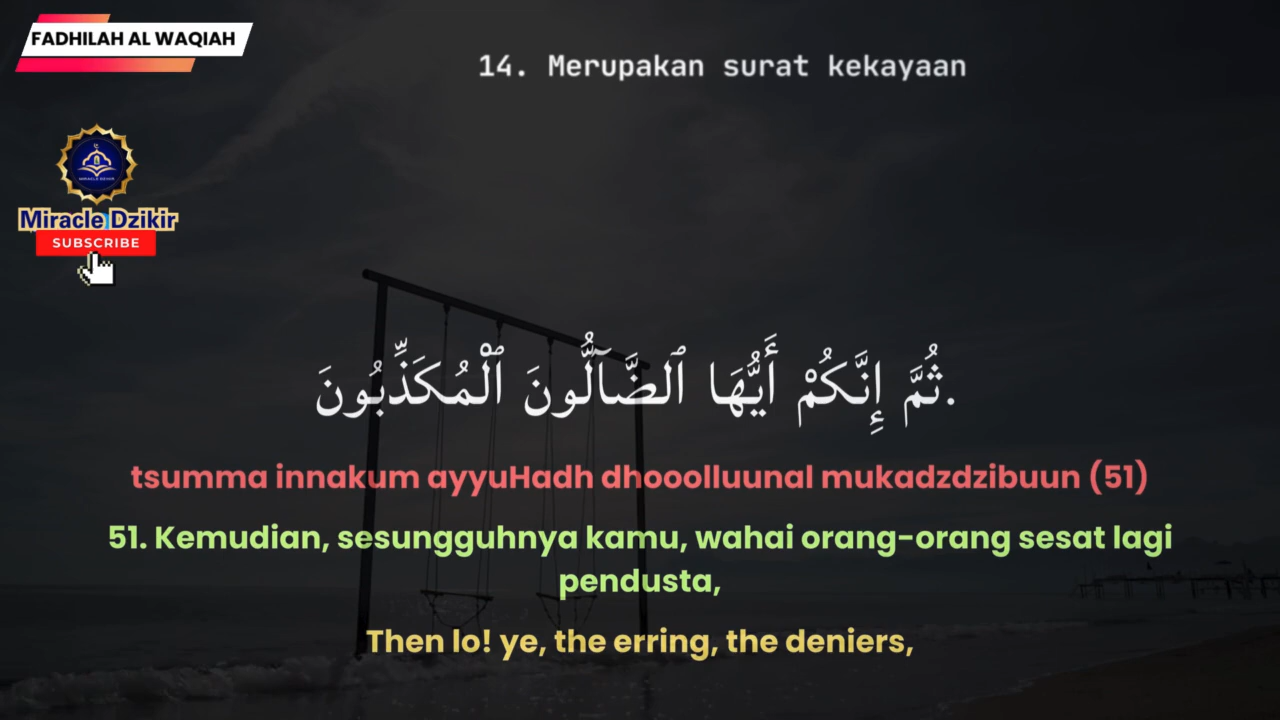 FADHILAH AL WAQIAH
14. Merupakan surat kekayaan
Miracle Dzikir
SUBSCRIBE
ثُمَّ إِنَّكُمْ أَيُّهَا ٱلضَّآلُّونَ ٱلْمُكَذِّبُونَ.
tsumma innakum ayyuHadh dhooolluunal mukadzdzibuun (51)
51. Kemudian, sesungguhnya kamu, wahai orang-orang sesat lagi
pendusta,
Then lo! ye, the erring, the deniers,